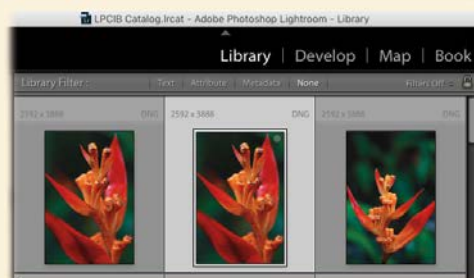 LPCIB Catalog.lrcat - Adobe Photoshop Lightroom - Library
Library | Develop | Map | Book
Library Filter : Text | Attribute | Metadata | None Filters Off
2592 x 3888 DNG 2592 x 3888 DNG 2592 x 3888